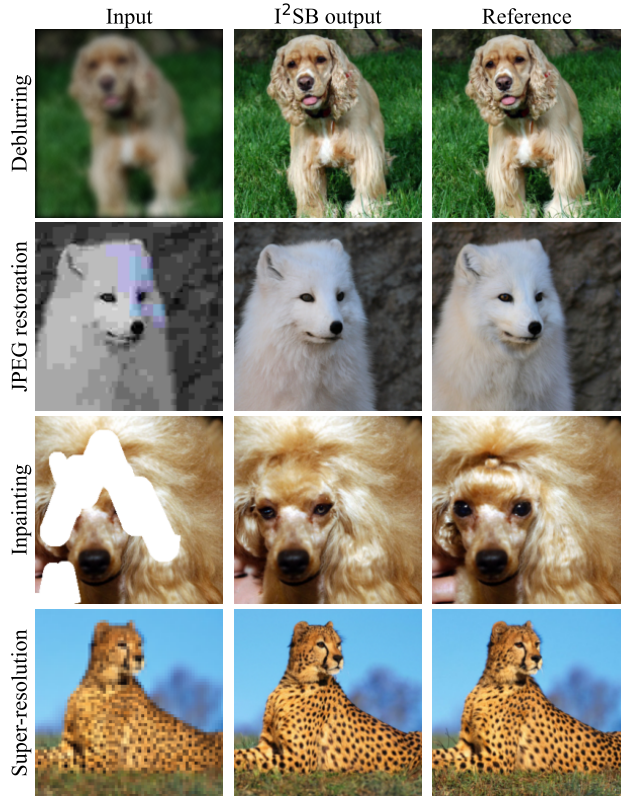 Input
I²SB output
Reference
Deblurring
JPEG restoration
Inpainting
Super-resolution